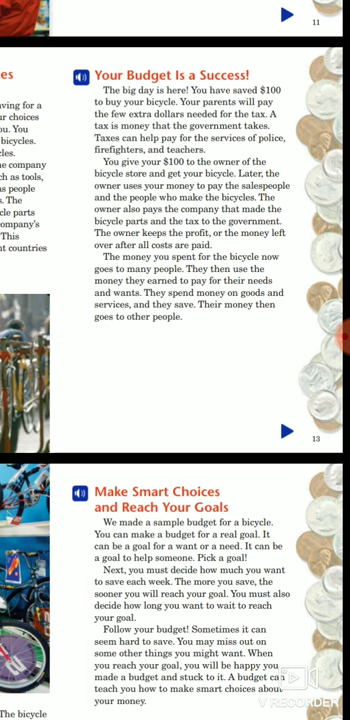 11
es
Your Budget Is a Success!
The big day is here! You have saved $100
to buy your bicycle. Your parents will pay
the few extra dollars needed for the tax. A
tax is money that the government takes.
Taxes can help pay for the services of police,
firefighters, and teachers.
You give your $100 to the owner of the
bicycle store and get your bicycle. Later, the
owner uses your money to pay the salespeople
and the people who make the bicycles. The
owner also pays the company that made the
bicycle parts and the tax to the government.
The owner keeps the profit, or the money left
over after all costs are paid.
The money you spent for the bicycle now
goes to many people. They then use the
money they earned to pay for their needs
and wants. They spend money on goods and
services, and they save. Their money then
goes to other people.
aving for a
ur choices
ou. You
bicycles.
cles.
he company
ch as tools,
as people
s. The
cle parts
ompany's
This
nt countries
13
Make Smart Choices
and Reach Your Goals
We made a sample budget for a bicycle.
You can make a budget for a real goal. It
can be a goal for a want or a need. It can be
a goal to help someone. Pick a goal!
Next, you must decide how much you want
to save each week. The more you save, the
sooner you will reach your goal. You must also
decide how long you want to wait to reach
your goal.
Follow your budget! Sometimes it can
seem hard to save. You may miss out on
some other things you might want. When
you reach your goal, you will be happy you
made a budget and stuck to it. A budget can
teach you how to make smart choices about
your money.
The bicycle
V RECORDER